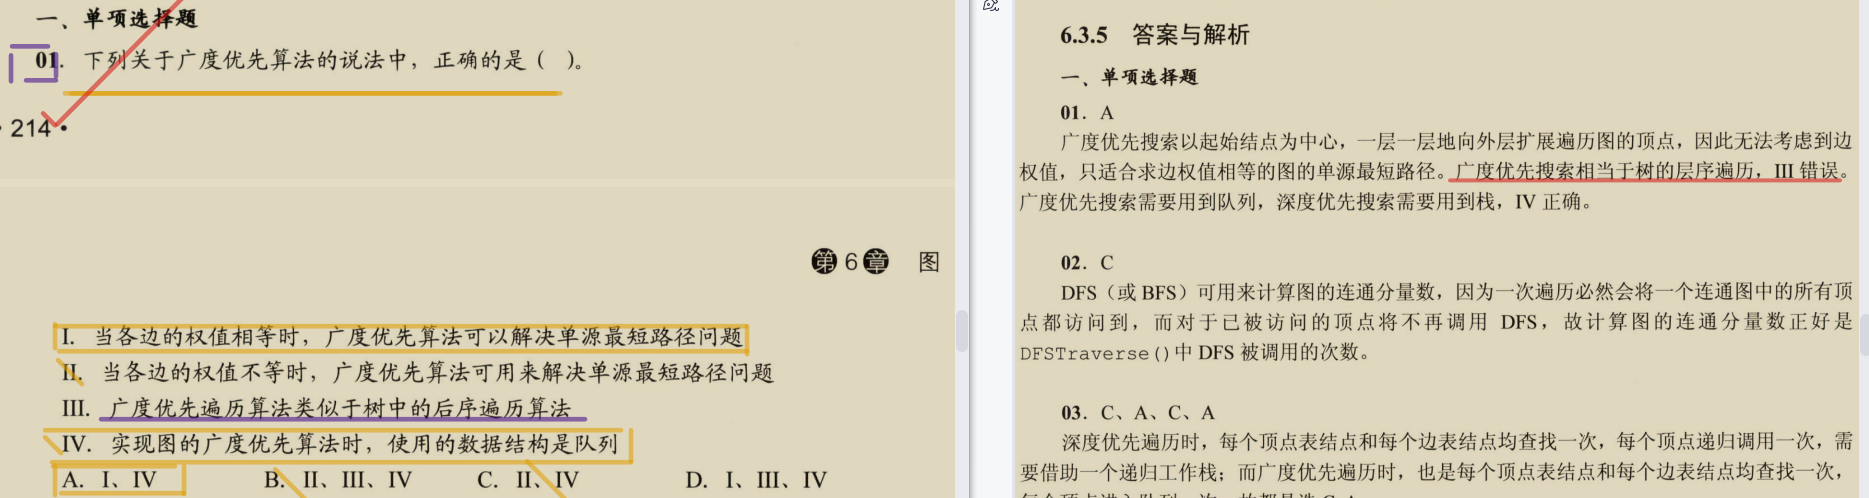 一、单项选择题
01. 下列关于广度优先算法的说法中，正确的是（ ）。
· 214 ·
第6章 图
I. 当各边的权值相等时，广度优先算法可以解决单源最短路径问题
II. 当各边的权值不等时，广度优先算法可用来解决单源最短路径问题
III. 广度优先遍历算法类似于树中的后序遍历算法
IV. 实现图的广度优先算法时，使用的数据结构是队列
A. I、IV B. II、III、IV C. II、IV D. I、III、IV
6.3.5 答案与解析
一、单项选择题
01. A
广度优先搜索以起始结点为中心，一层一层地向外层扩展遍历图的顶点，因此无法考虑到边
权值，只适合求边权值相等的图的单源最短路径。广度优先搜索相当于树的层序遍历，III 错误。
广度优先搜索需要用到队列，深度优先搜索需要用到栈，IV 正确。
02. C
DFS（或 BFS）可用来计算图的连通分量数，因为一次遍历必然会将一个连通图中的所有顶
点都访问到，而对于已被访问的顶点将不再调用 DFS，故计算图的连通分量数正好是
DFSTraverse()中 DFS 被调用的次数。
03. C、A、C、A
深度优先遍历时，每个顶点表结点和每个边表结点均查找一次，每个顶点递归调用一次，需
要借助一个递归工作栈；而广度优先遍历时，也是每个顶点表结点和每个边表结点均查找一次，